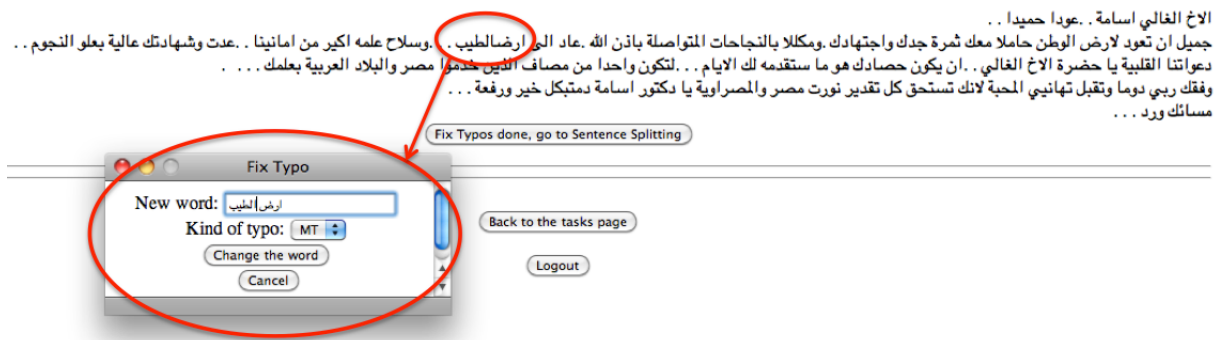 الاخ الغالي اسامة . .عودا حميدا . .
جميل ان تعود لارض الوطن حاملا معك ثمرة جدك واجتهادك .ومكللا بالنجاحات المتواصلة باذن الله .عاد الى ارضالطيب . . .وسلاح علمه اكير من امانينا . .عدت وشهادتك عالية بعلو النجوم . .
دعواتنا القلبية يا حضرة الاخ الغالي . .ان يكون حصادك هو ما ستقدمه لك الايام . . .لتكون واحدا من مصاف الذين خدموا مصر والبلاد العربية بعلمك . . . .
وفقك ربي دوما وتقبل تهانيي المحبة لانك تستحق كل تقدير نورت مصر والمصراوية يا دكتور اسامة دمتبكل خير ورفعة . . .
مسائك ورد . . .
Fix Typos done, go to Sentence Splitting
Fix Typo
New word: ارض الطيب
Kind of typo: MT
Change the word
Cancel
Back to the tasks page
Logout